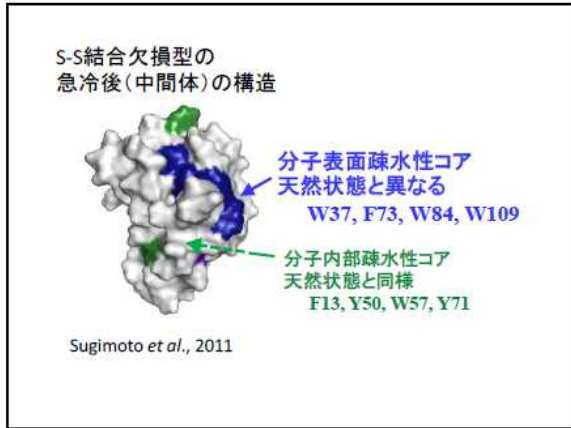 S-S結合欠損型の
急冷後(中間体)の構造
分子表面疎水性コア
天然状態と異なる
W37, F73, W84, W109
分子内部疎水性コア
天然状態と同様
F13, Y50, W57, Y71
Sugimoto et al., 2011